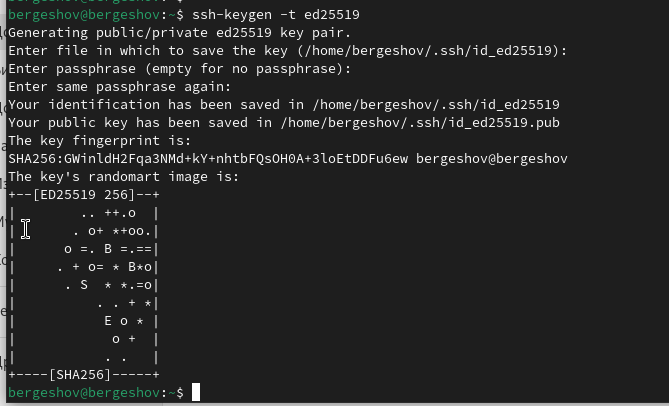 bergeshov@bergeshov:~$ ssh-keygen -t ed25519
Generating public/private ed25519 key pair.
Enter file in which to save the key (/home/bergeshov/.ssh/id_ed25519):
Enter passphrase (empty for no passphrase):
Enter same passphrase again:
Your identification has been saved in /home/bergeshov/.ssh/id_ed25519
Your public key has been saved in /home/bergeshov/.ssh/id_ed25519.pub
The key fingerprint is:
SHA256:GWinldH2Fqa3NMd+kY+nhtbFQsOH0A+3loEtDDFu6ew bergeshov@bergeshov
The key's randomart image is:
+--[ED25519 256]--+
|        .. ++.o  |
|       . o+ *+oo.|
|      o =. B =.==|
|     . + o= * B*o|
|      . S  * *.=o|
|          . . + *|
|           E o * |
|            o +  |
|           . .   |
+----[SHA256]-----+
bergeshov@bergeshov:~$